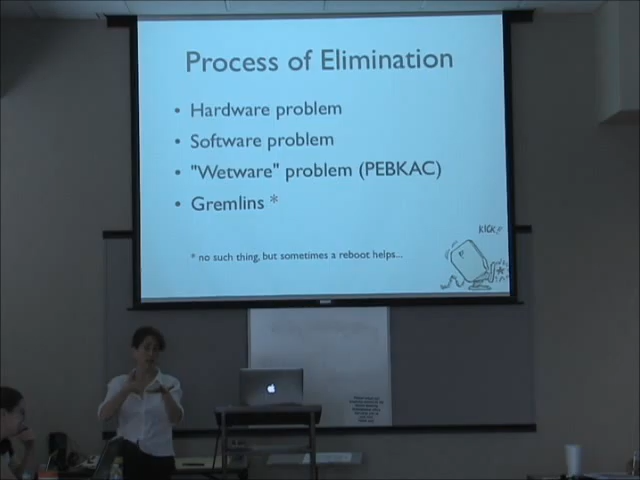 Process of Elimination
• Hardware problem
• Software problem
• "Wetware" problem (PEBKAC)
• Gremlins *
* no such thing, but sometimes a reboot helps...
KICK!!